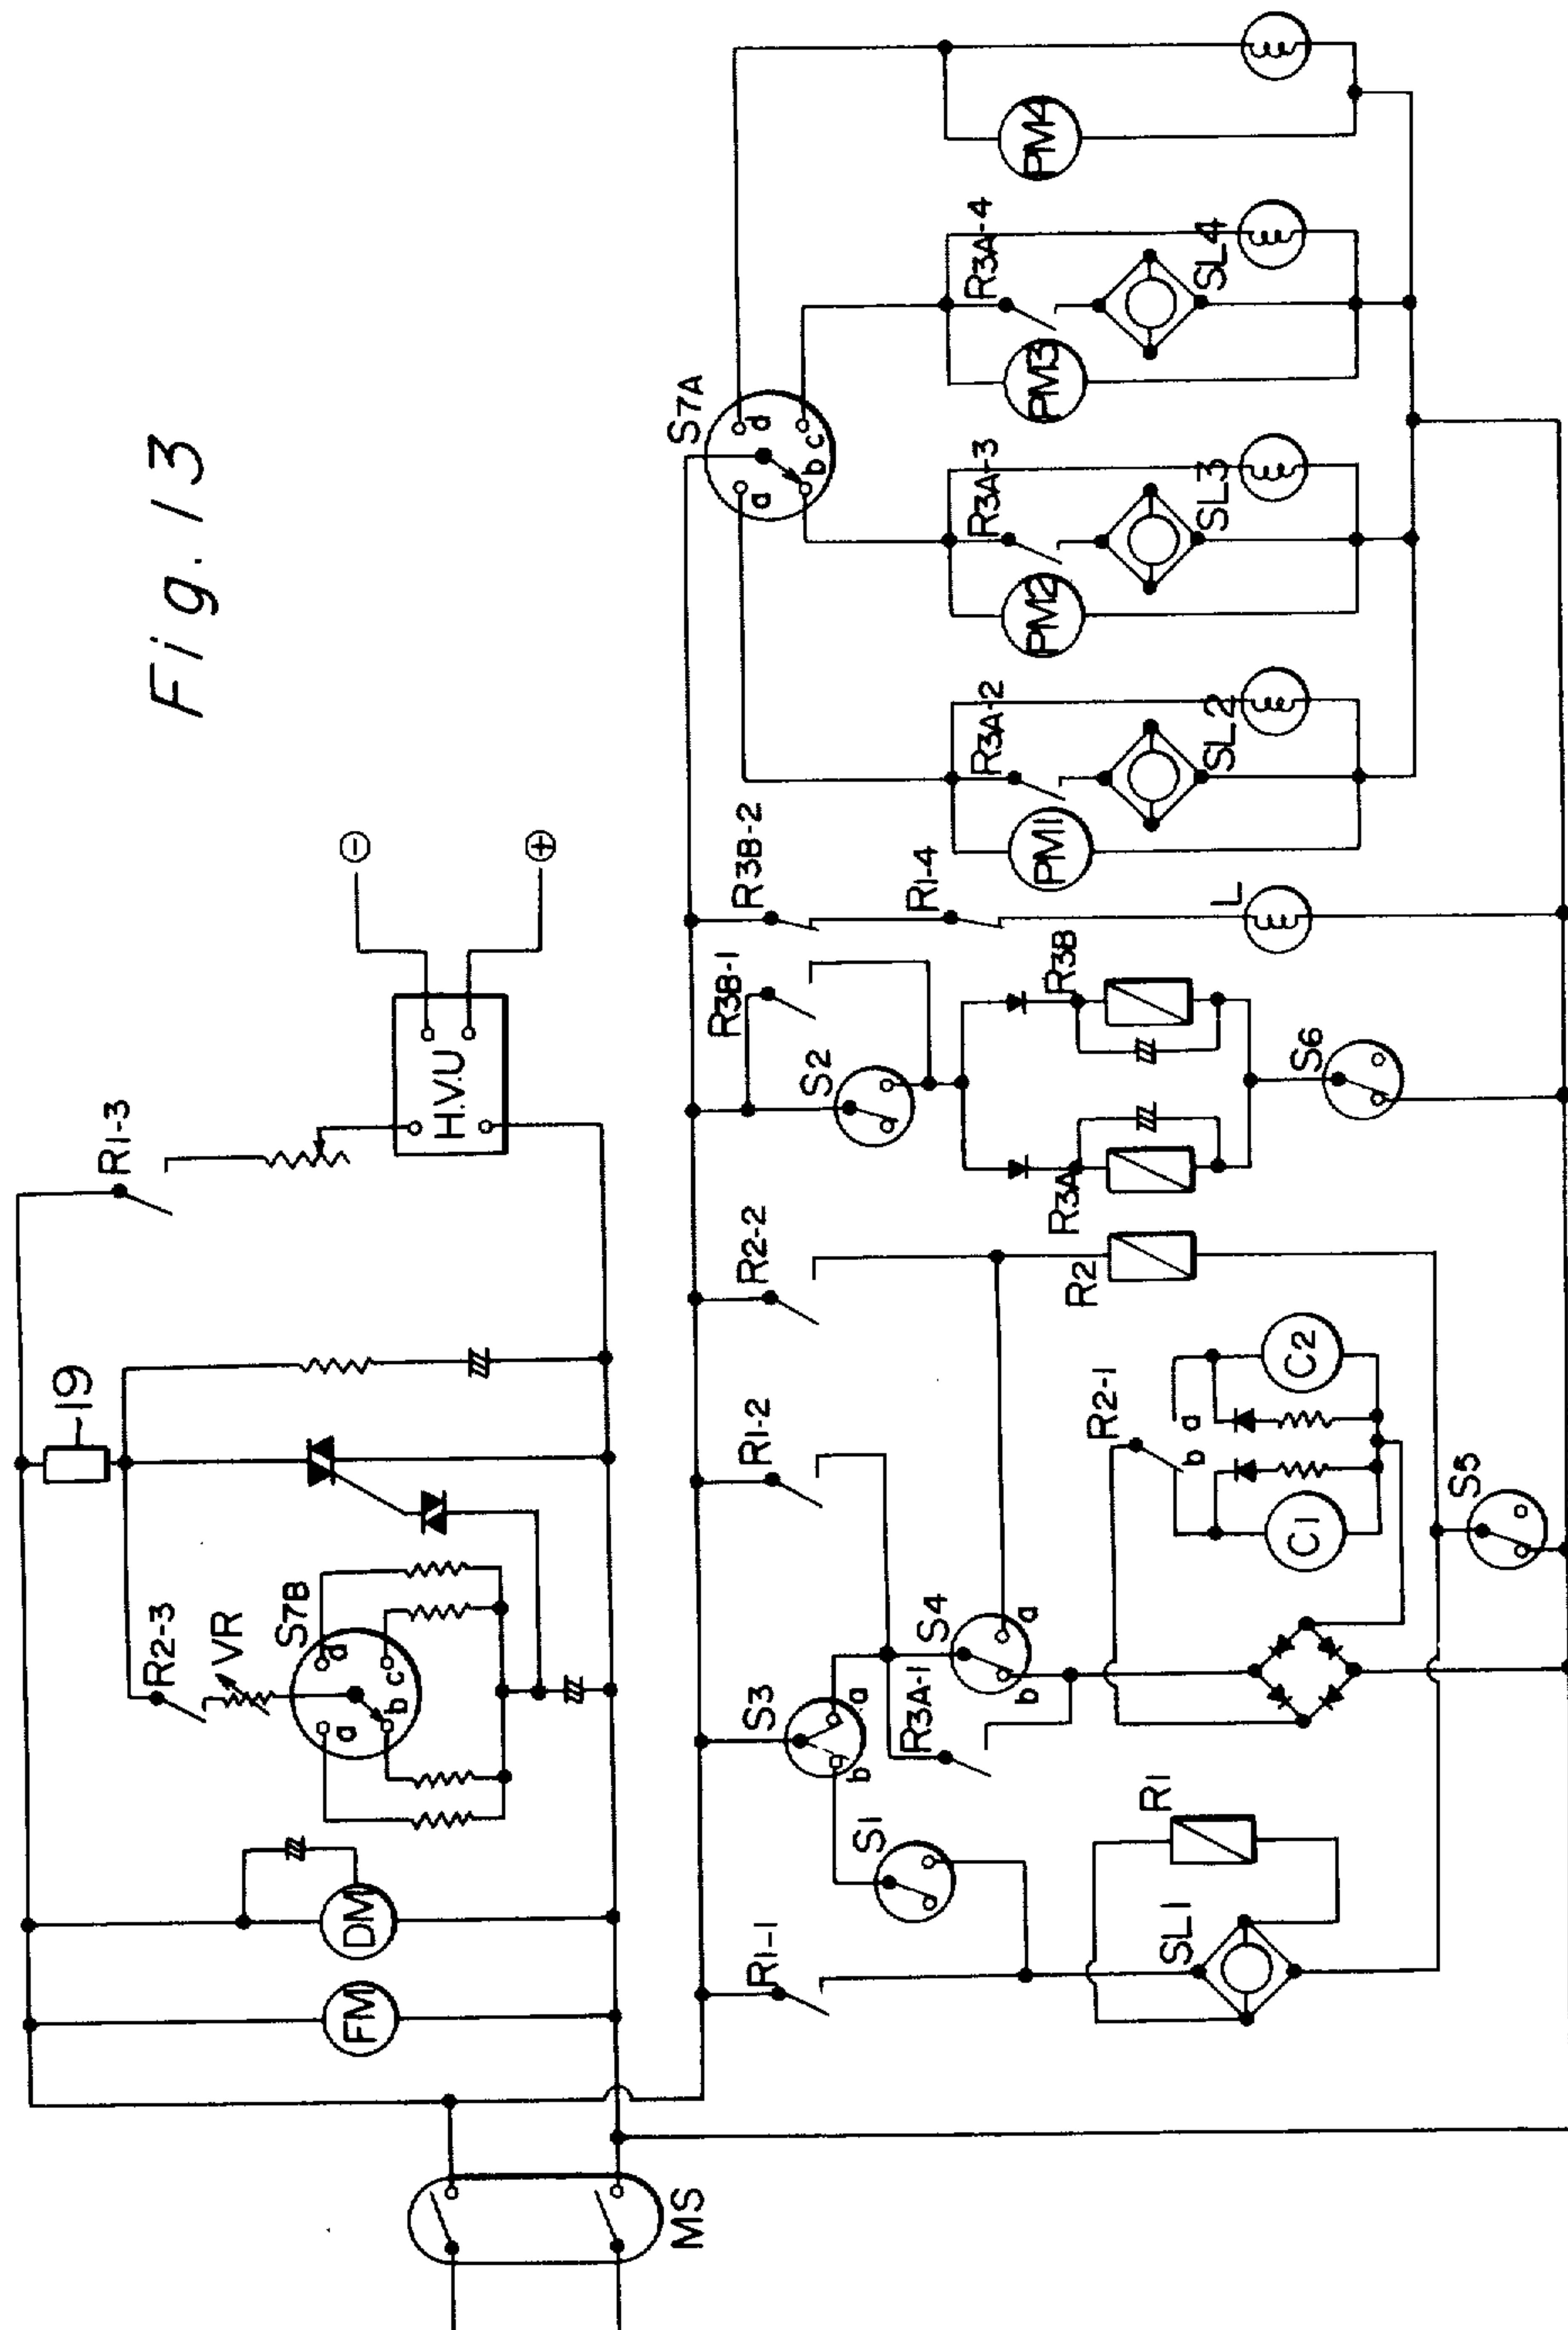 Fig. 13
R1-3
19
R2-3
VR
S7B
a
b
c
d
DM
FM
H.V.U
−
+
MS
S7A
a
b
c
d
R3B-2
R3B-1
R2-2
R1-2
R1-1
S3
a
b
S2
S1
S4
a
b
R3A-1
R1-4
R3A-2
R3A-3
R3A-4
PM1
PM2
PM3
PM4
R3A
R3B
R2
R2-1
a
b
R1
SL1
SL2
SL3
SL4
L
C1
C2
S5
S6